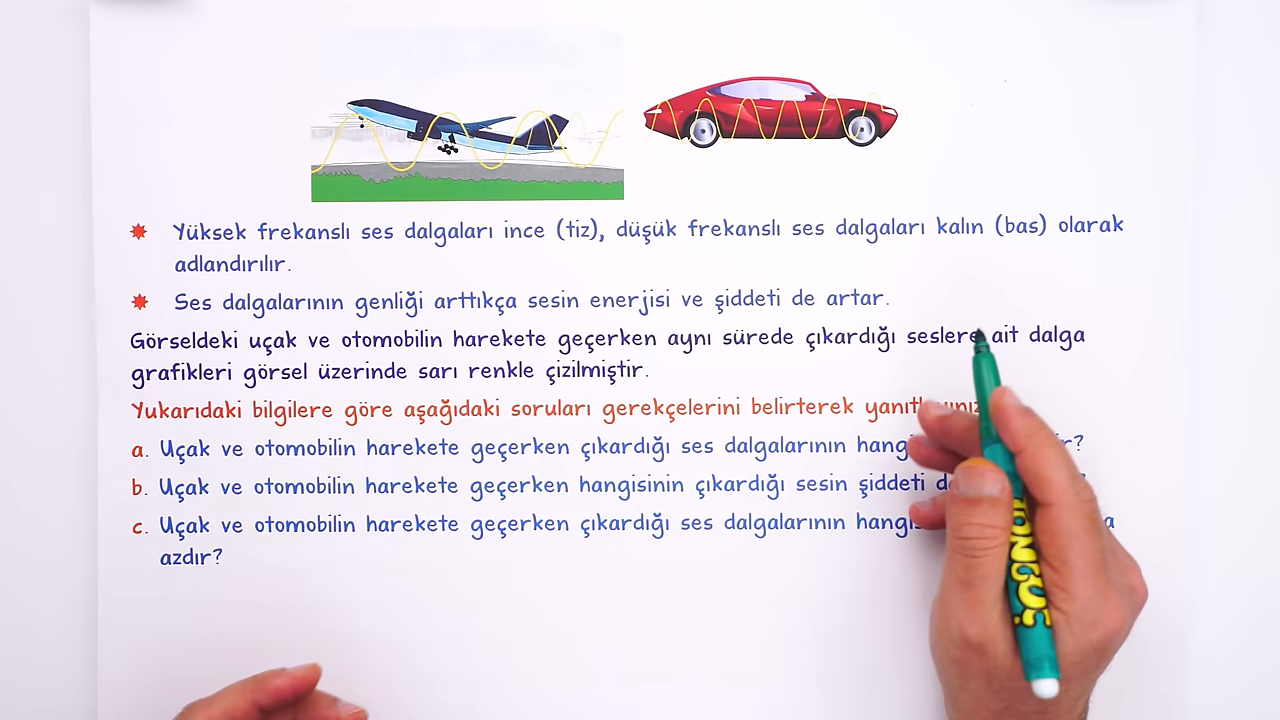 Yüksek frekanslı ses dalgaları ince (tiz), düşük frekanslı ses dalgaları kalın (bas) olarak
adlandırılır.
Ses dalgalarının genliği arttıkça sesin enerjisi ve şiddeti de artar.
Görseldeki uçak ve otomobilin harekete geçerken aynı sürede çıkardığı seslere ait dalga
grafikleri görsel üzerinde sarı renkle çizilmiştir.
Yukarıdaki bilgilere göre aşağıdaki soruları gerekçelerini belirterek
a. Uçak ve otomobilin harekete geçerken çıkardığı ses dalgalarının
b. Uçak ve otomobilin harekete geçerken hangisinin çıkardığı sesin şiddeti
c. Uçak ve otomobilin harekete geçerken çıkardığı ses dalgalarının
azdır?
TONGUÇ